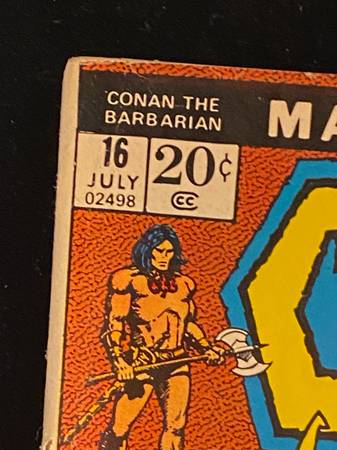 CONAN THE
BARBARIAN
MA
16
JULY
02498
20¢
CC